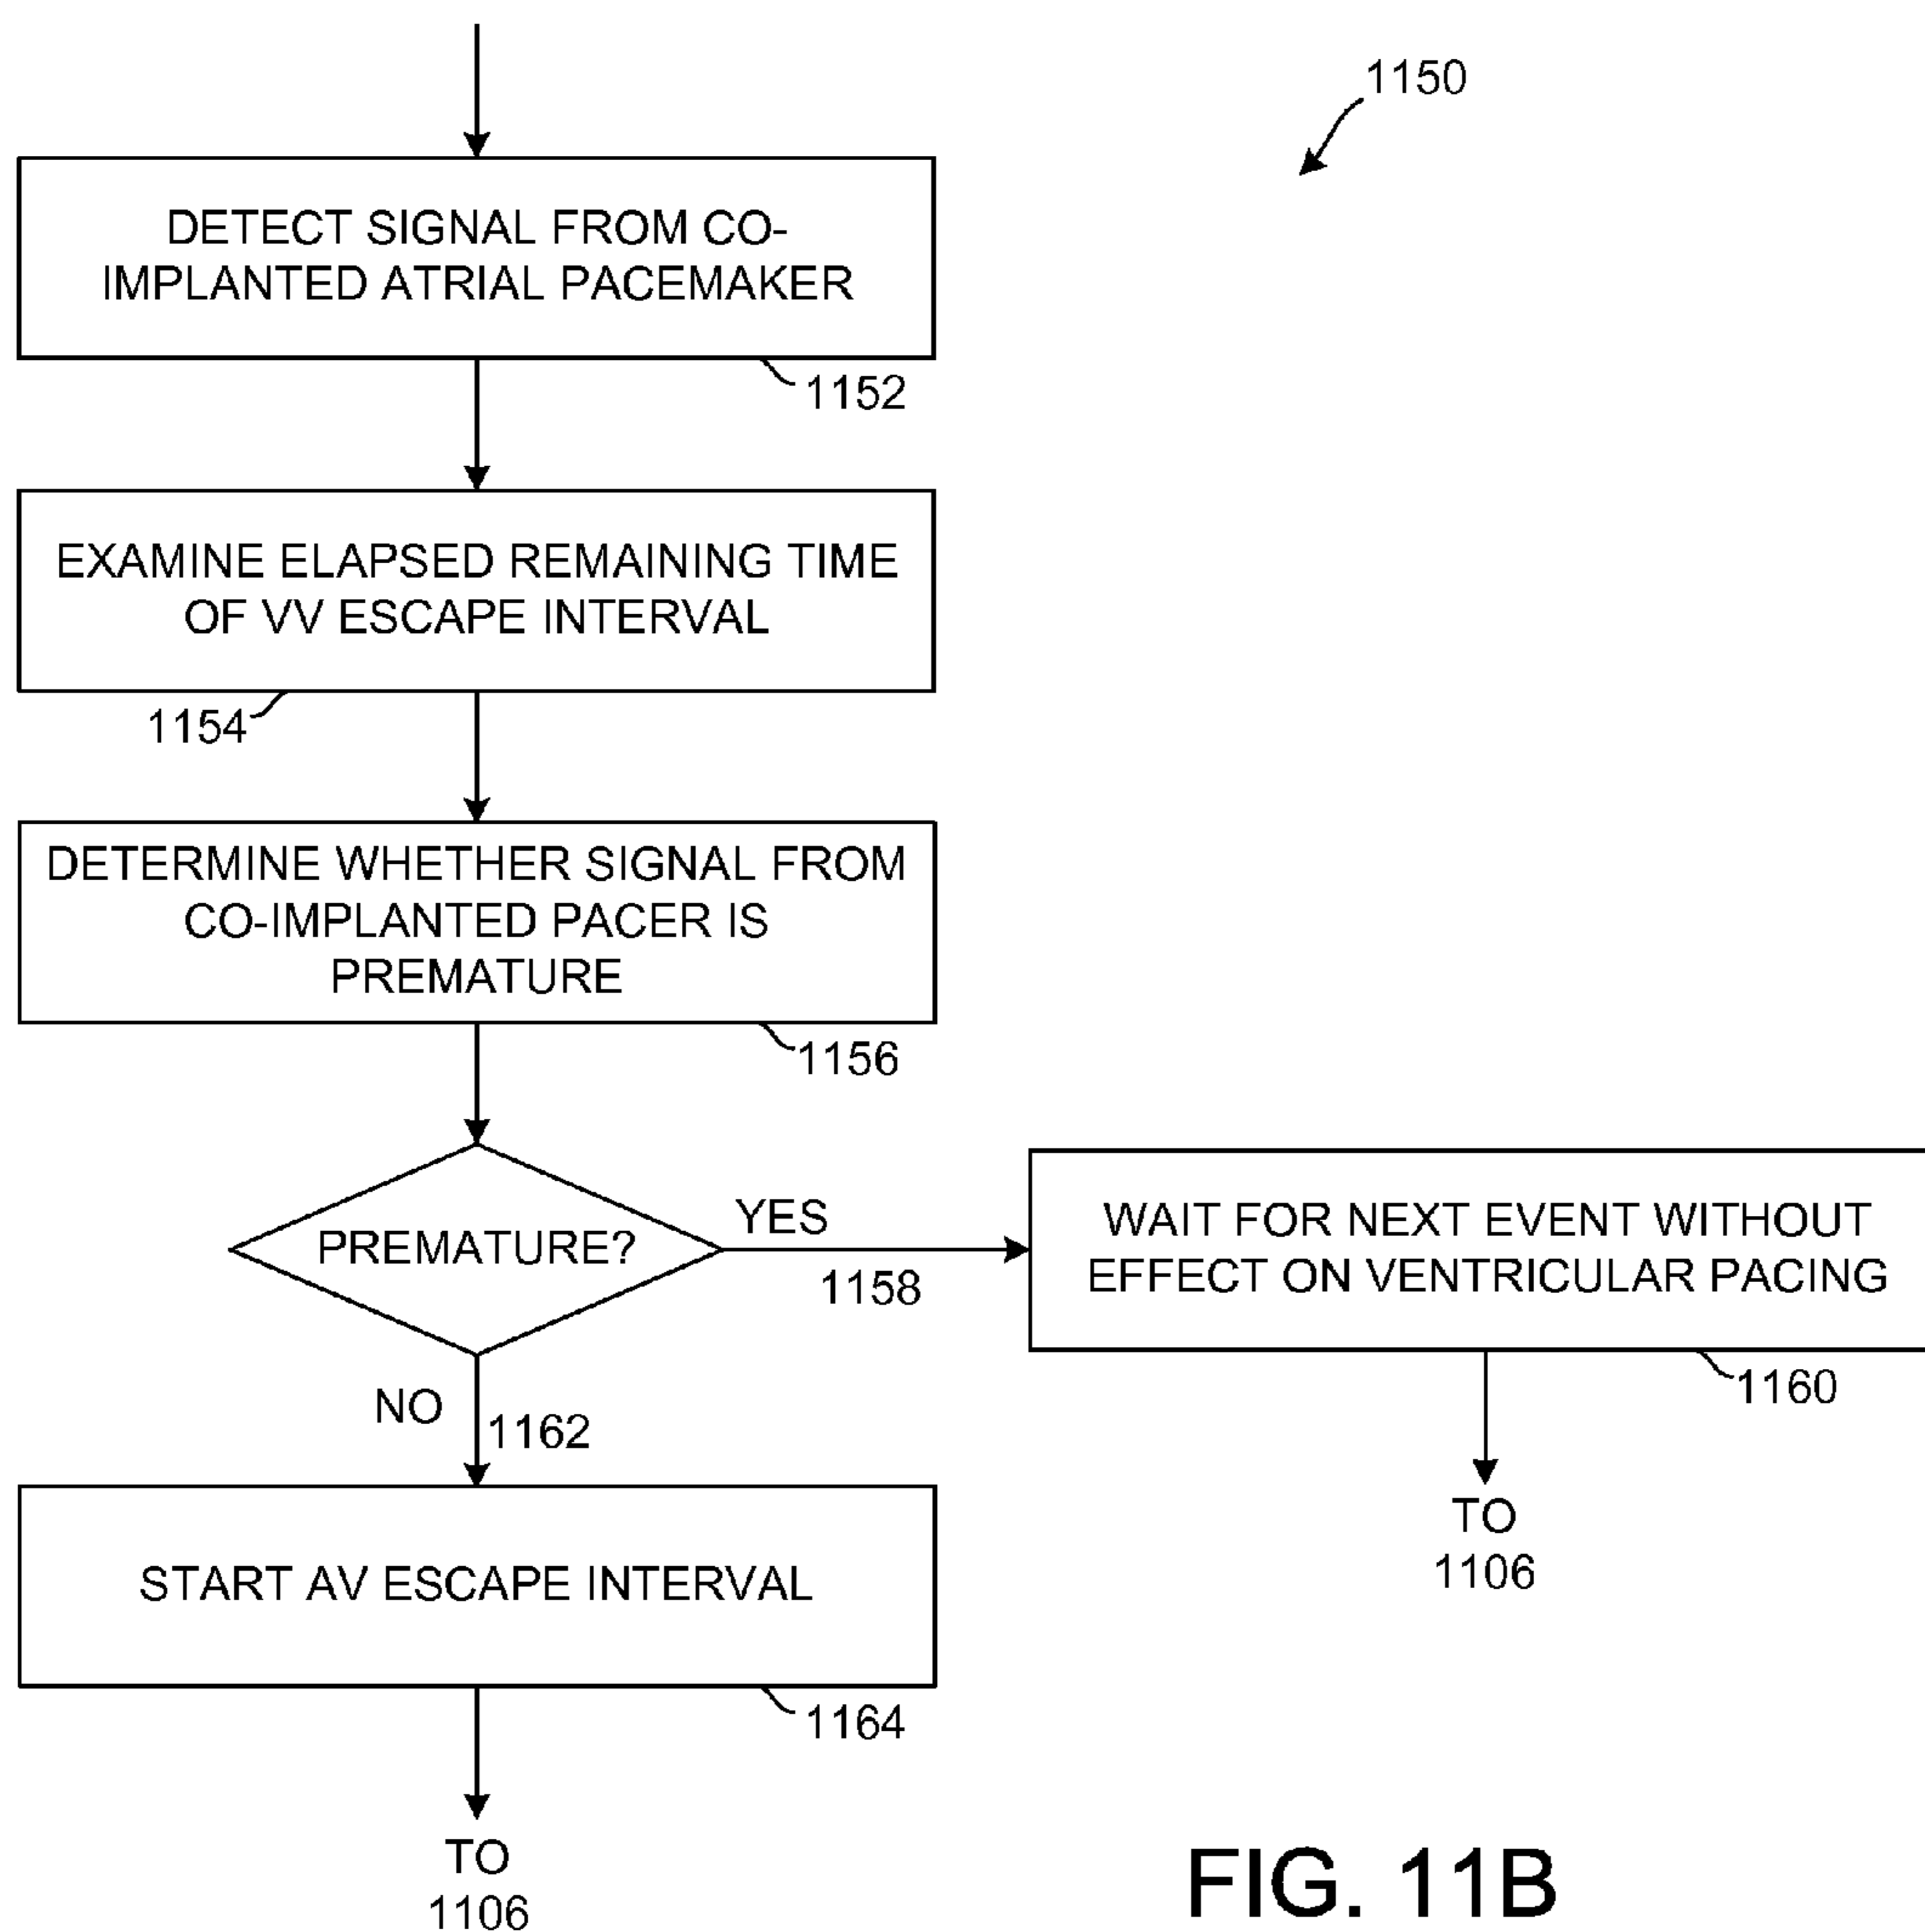 1150
DETECT SIGNAL FROM CO-
IMPLANTED ATRIAL PACEMAKER
1152
EXAMINE ELAPSED REMAINING TIME
OF VV ESCAPE INTERVAL
1154
DETERMINE WHETHER SIGNAL FROM
CO-IMPLANTED PACER IS
PREMATURE
1156
PREMATURE?
YES
1158
WAIT FOR NEXT EVENT WITHOUT
EFFECT ON VENTRICULAR PACING
1160
TO
1106
NO
1162
START AV ESCAPE INTERVAL
1164
TO
1106
FIG. 11B